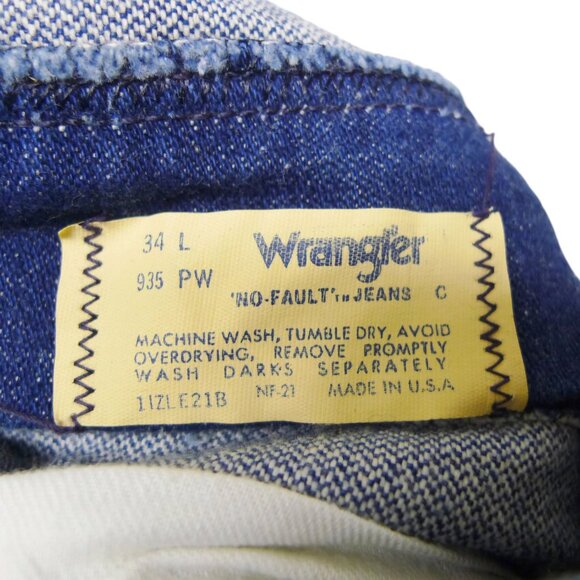 34 L Wrangler
935 PW
'NO-FAULT' TM JEANS C
MACHINE WASH, TUMBLE DRY, AVOID
OVERDRYING, REMOVE PROMPTLY
WASH DARKS SEPARATELY
11ZLE21B NF-21 MADE IN U.S.A